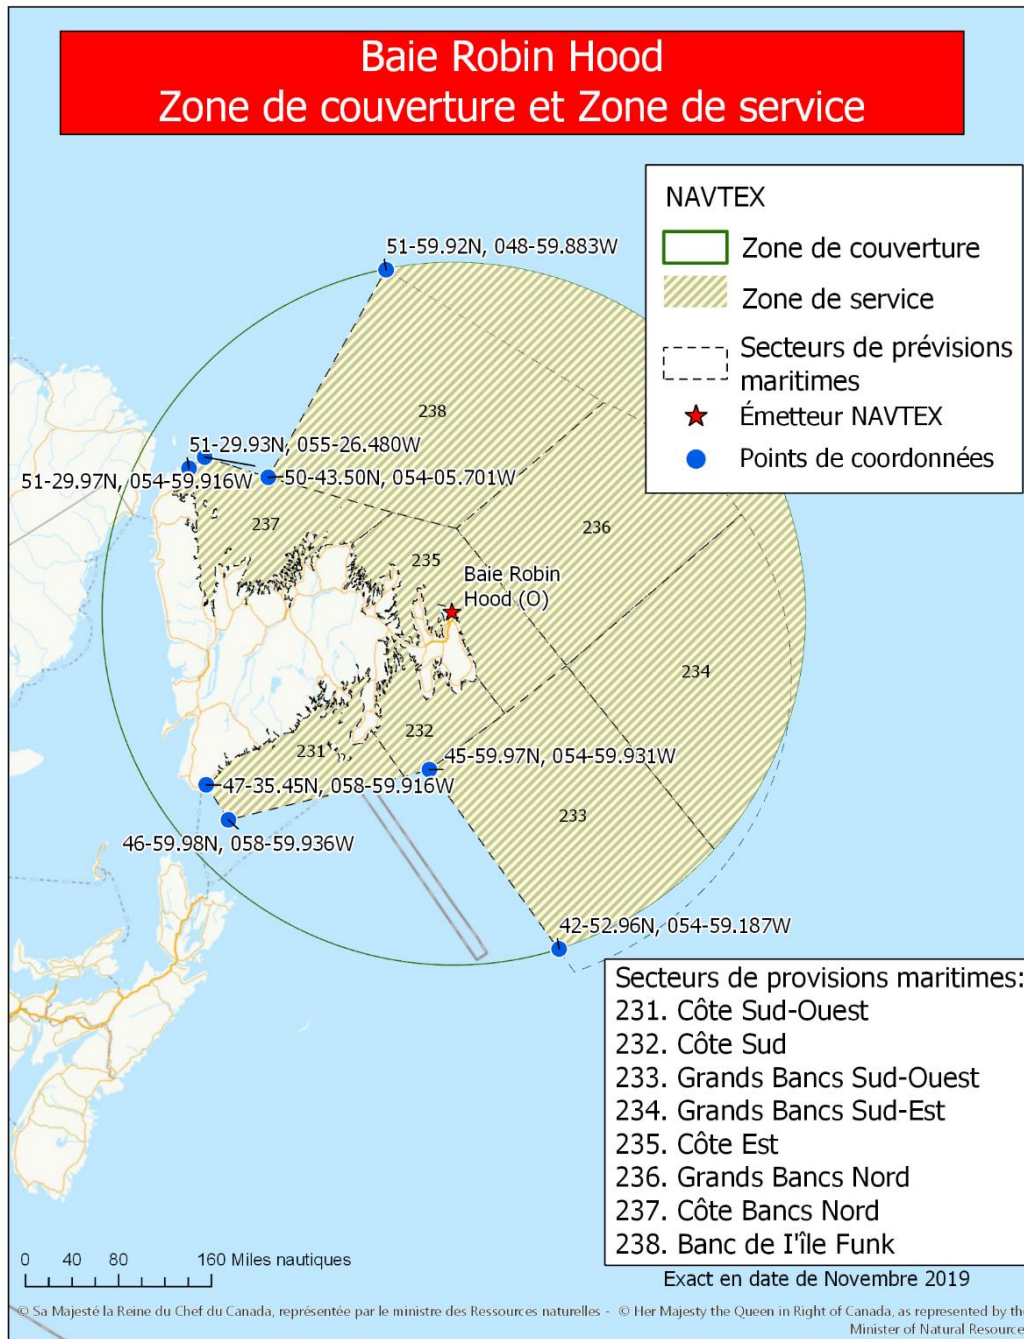 Baie Robin Hood
Zone de couverture et Zone de service
NAVTEX
Zone de couverture
Zone de service
Secteurs de prévisions
maritimes
Émetteur NAVTEX
Points de coordonnées
51-59.92N, 048-59.883W
238
51-29.93N, 055-26.480W
51-29.97N, 054-59.916W
50-43.50N, 054-05.701W
237
236
235
Baie Robin
Hood (O)
234
232
231
45-59.97N, 054-59.931W
47-35.45N, 058-59.916W
233
46-59.98N, 058-59.936W
42-52.96N, 054-59.187W
Secteurs de provisions maritimes:
231. Côte Sud-Ouest
232. Côte Sud
233. Grands Bancs Sud-Ouest
234. Grands Bancs Sud-Est
235. Côte Est
236. Grands Bancs Nord
237. Côte Bancs Nord
238. Banc de I'île Funk
0 40 80 160 Miles nautiques
Exact en date de Novembre 2019
© Sa Majesté la Reine du Chef du Canada, représentée par le ministre des Ressources naturelles - © Her Majesty the Queen in Right of Canada, as represented by the
Minister of Natural Resource